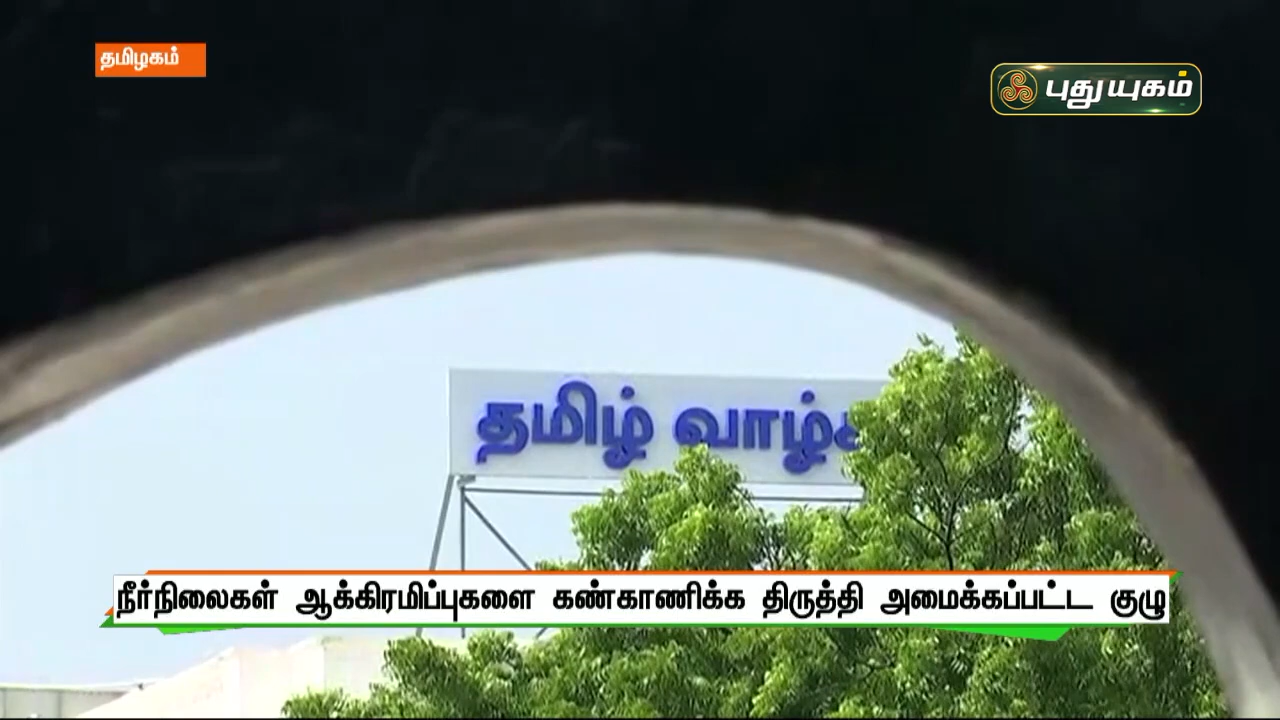 தமிழகம்
புதுயுகம்
தமிழ் வாழ்க
நீர்நிலைகள் ஆக்கிரமிப்புகளை கண்காணிக்க திருத்தி அமைக்கப்பட்ட குழு